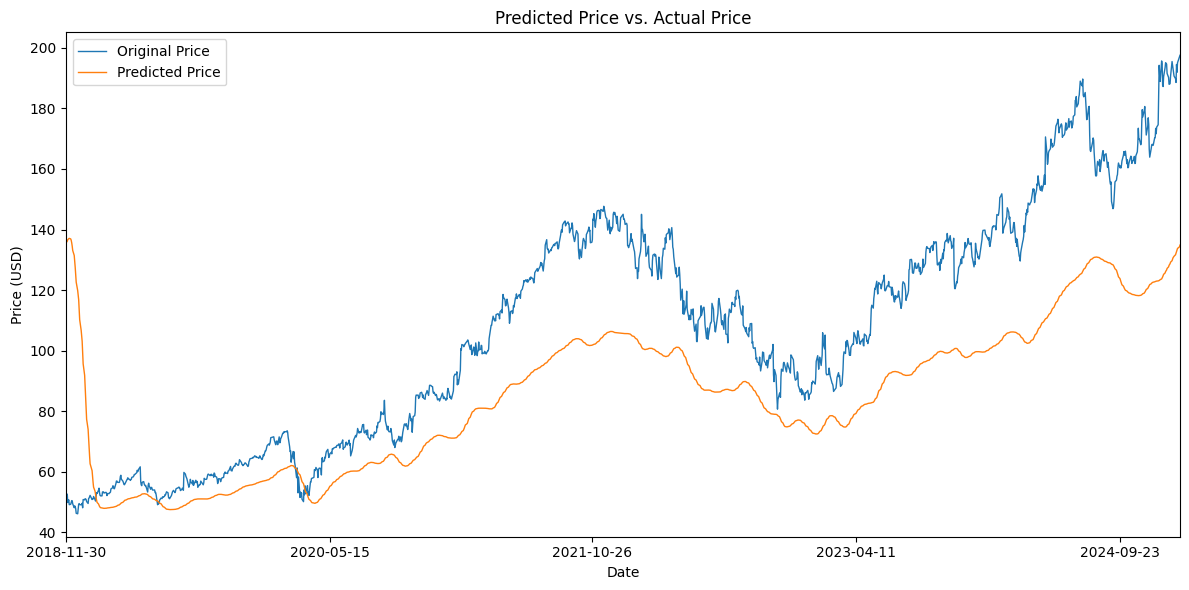 Predicted Price vs. Actual Price
Original Price
Predicted Price
Price (USD)
200
180
160
140
120
100
80
60
40
2018-11-30
2020-05-15
2021-10-26
2023-04-11
2024-09-23
Date